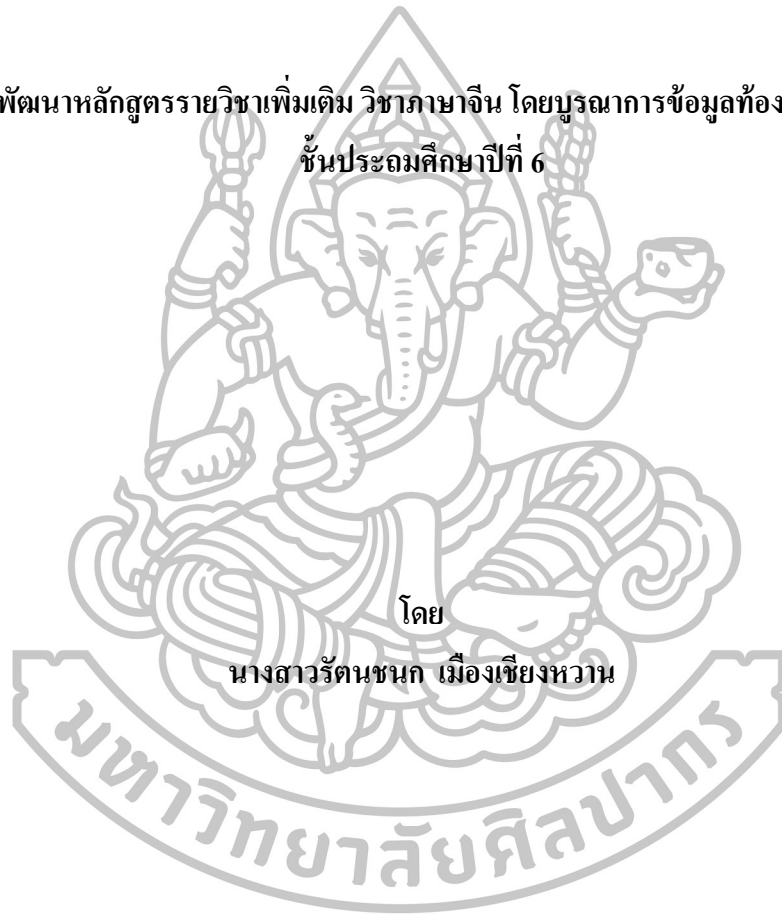 พัฒนาหลักสูตรรายวิชาเพิ่มเติม วิชาภาษาจีน โดยบูรณาการข้อมูลท้อง
ชั้นประถมศึกษาปีที่ 6
โดย
นางสาวรัตนชนก เมืองเชียงหวาน
มหาวิทยาลัยศิลปากร